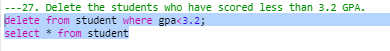 ---27. Delete the students who have scored less than 3.2 GPA.
delete from student where gpa<3.2;
select * from student